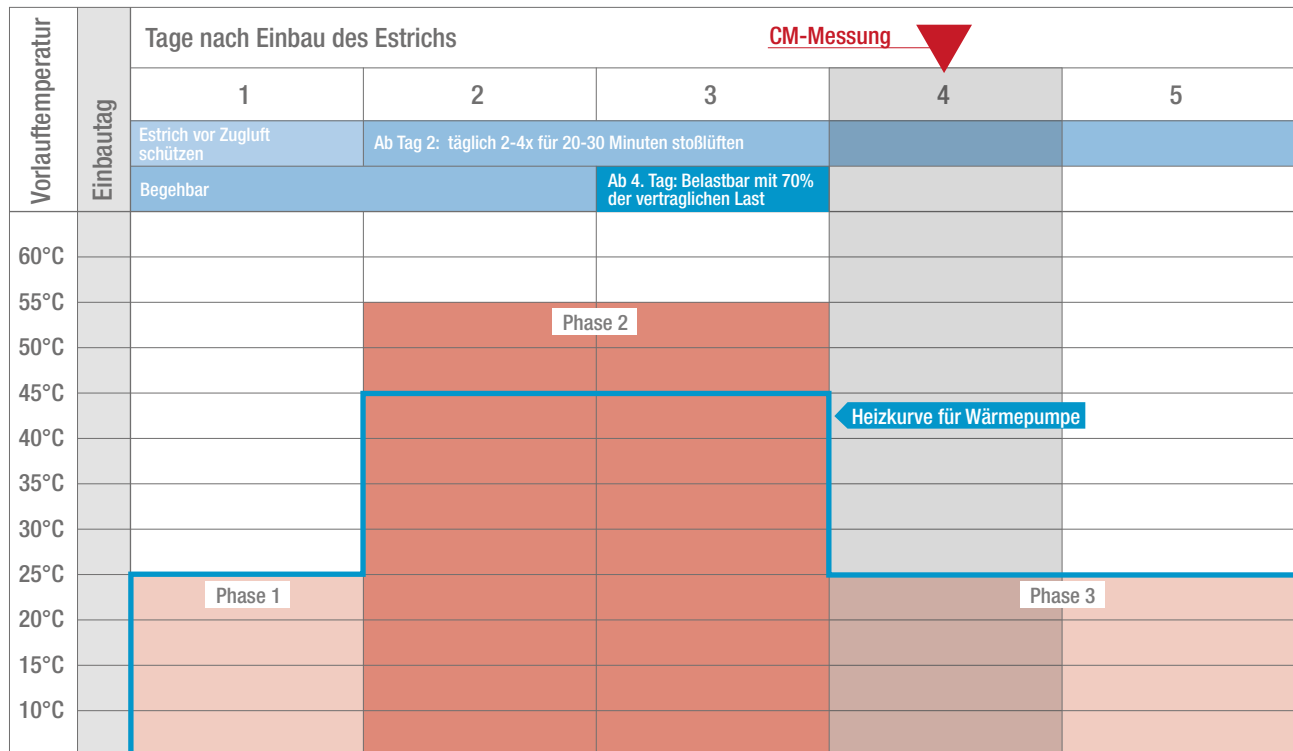 Vorlauftemperatur
Einbautag
Tage nach Einbau des Estrichs
CM-Messung
1
2
3
4
5
Estrich vor Zugluft
schützen
Ab Tag 2: täglich 2-4x für 20-30 Minuten stoßlüften
Begehbar
Ab 4. Tag: Belastbar mit 70%
der vertraglichen Last
60°C
55°C
Phase 2
50°C
45°C
Heizkurve für Wärmepumpe
40°C
35°C
30°C
25°C
Phase 1
Phase 3
20°C
15°C
10°C